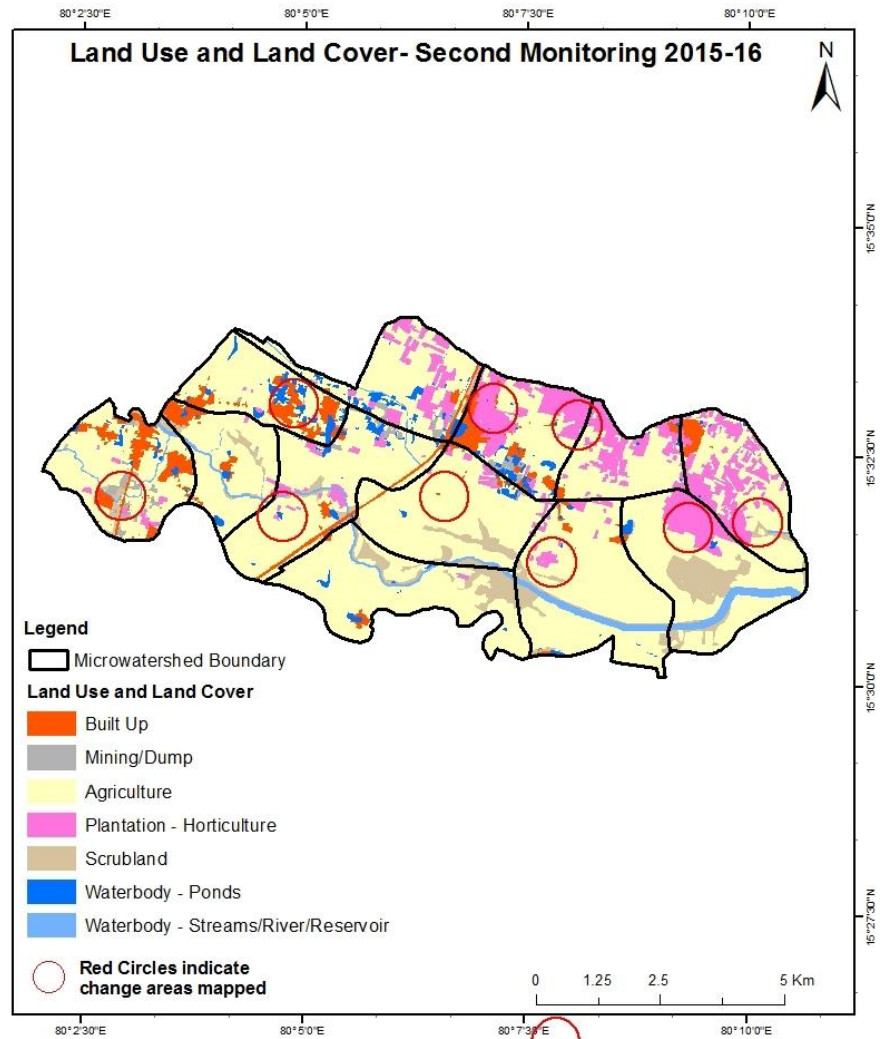 80°2'30"E 80°5'0"E 80°7'30"E 80°10'0"E
Land Use and Land Cover- Second Monitoring 2015-16
N
15°35'0"N
15°32'30"N
15°30'0"N
15°27'30"N
Legend
Microwatershed Boundary
Land Use and Land Cover
Built Up
Mining/Dump
Agriculture
Plantation - Horticulture
Scrubland
Waterbody - Ponds
Waterbody - Streams/River/Reservoir
Red Circles indicate
change areas mapped
0 1.25 2.5 5 Km
80°2'30"E 80°5'0"E 80°7'30"E 80°10'0"E